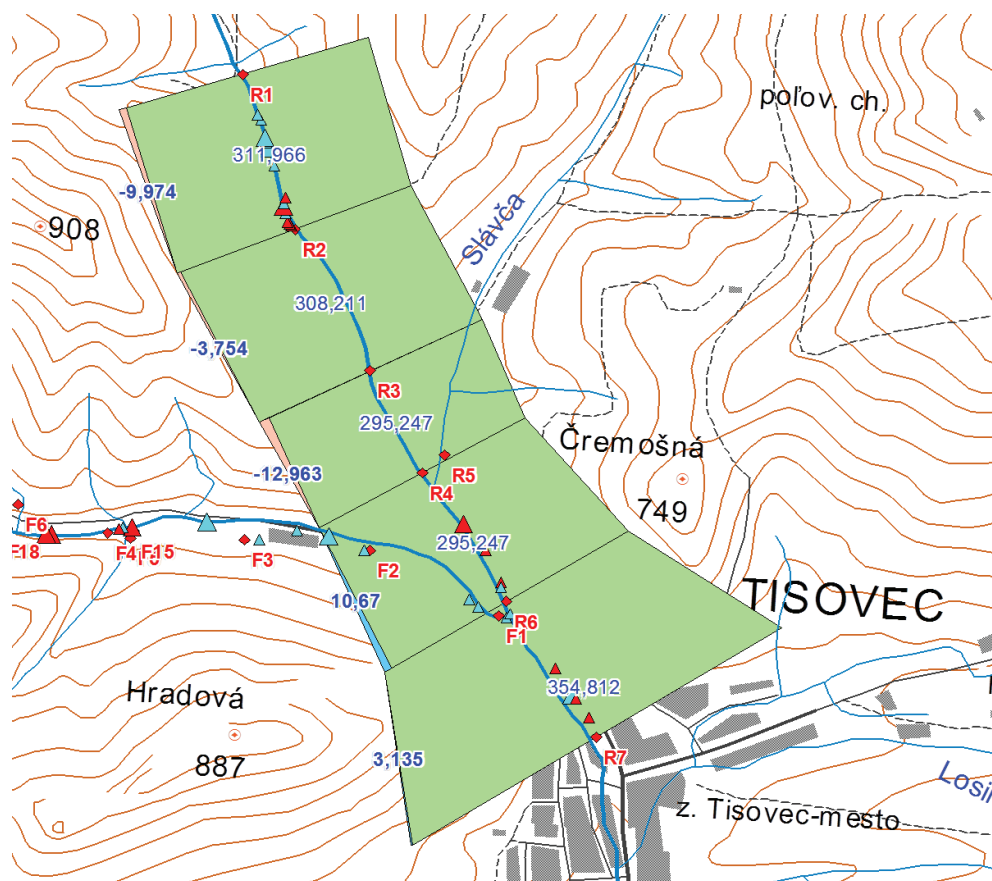 R1
poľov. ch.
311,966
-9,974
908
Slávča
R2
308,211
-3,754
R3
295,247
Čremošná
R5
-12,963
R4
749
F6
F18
F4
F15
F3
295,247
F2
10,67
TISOVEC
R6
F1
Hradová
354,812
887
3,135
R7
z. Tisovec-mesto